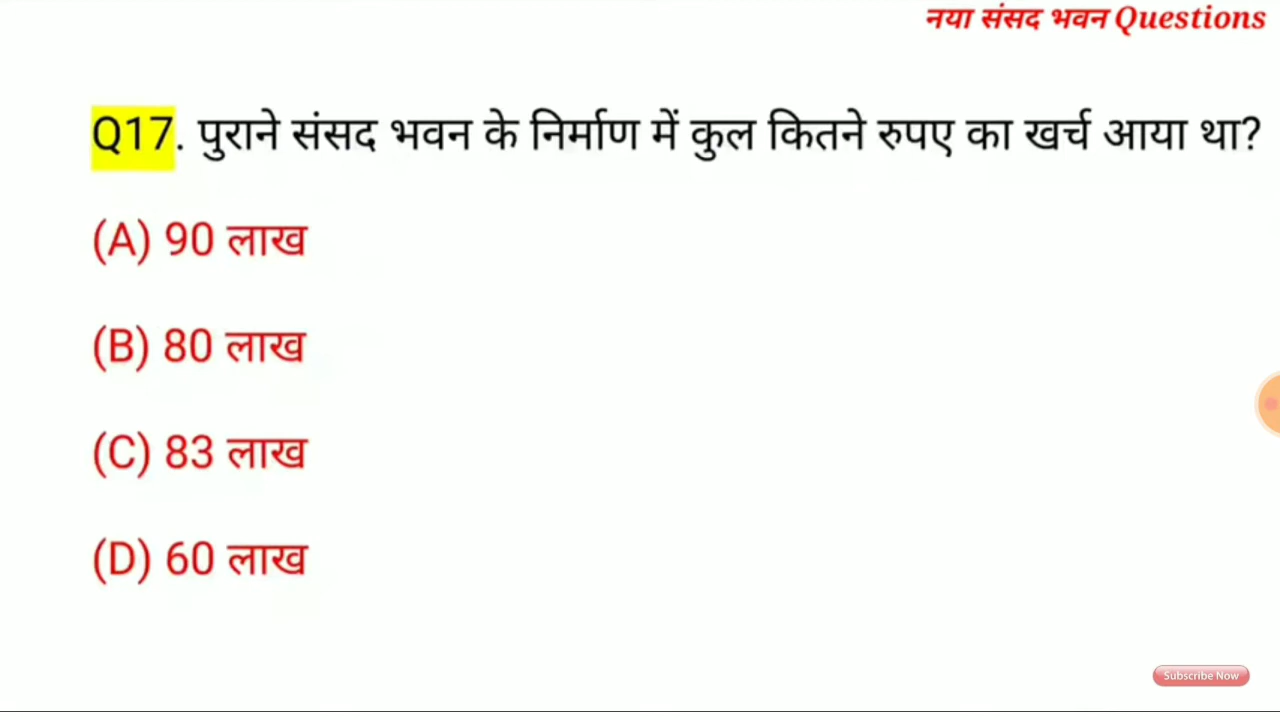 नया संसद भवन Questions
Q17. पुराने संसद भवन के निर्माण में कुल कितने रुपए का खर्च आया था?
(A) 90 लाख
(B) 80 लाख
(C) 83 लाख
(D) 60 लाख
Subscribe Now